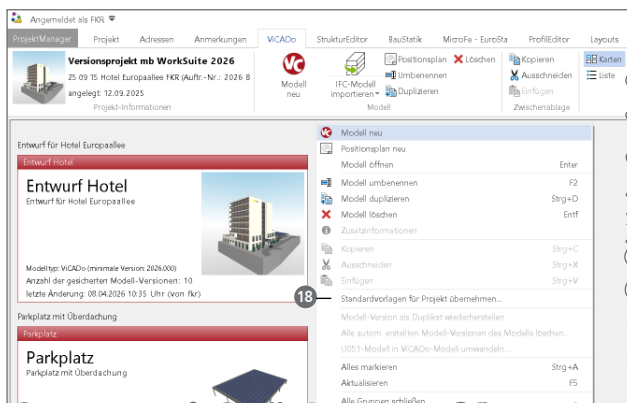 Angemeldet als FKR
ProjektManager Projekt Adressen Anmerkungen ViCADo StrukturEditor BauStatik MicroFe - EuroSta ProfilEditor Layouts
Versionsprojekt mb WorkSuite 2026
25 09 15 Hotel Europaallee FKR (Auftr.-Nr.: 2026 B
angelegt: 12.09.2025
Projekt-Informationen
Modell neu
IFC-Modell importieren
Positionsplan
Löschen
Umbenennen
Duplizieren
Modell
Kopieren
Ausschneiden
Einfügen
Zwischenablage
Karten
Liste
Entwurf für Hotel Europaallee
Entwurf Hotel
Entwurf Hotel
Entwurf für Hotel Europaallee
Modelltyp: ViCADo (minimale Version: 2026.000)
Anzahl der gesicherten Modell-Versionen: 10
letzte Änderung: 08.04.2026 10:35 Uhr (von fkr)
Parkplatz mit Überdachung
Parkplatz
Parkplatz
Parkplatz mit Überdachung
Modell neu
Positionsplan neu
Modell öffnen Enter
Modell umbenennen F2
Modell duplizieren Strg+D
Modell löschen Entf
Zusatzinformationen
Kopieren Strg+C
Ausschneiden Strg+X
Einfügen Strg+V
18 Standardvorlagen für Projekt übernehmen...
Modell-Version als Duplikat wiederherstellen
Alle autom. erstellten Modell-Versionen des Modells löschen...
U051-Modell in ViCADo-Modell umwandeln...
Alles markieren Strg+A
Aktualisieren F5
Alle Gruppen schließen